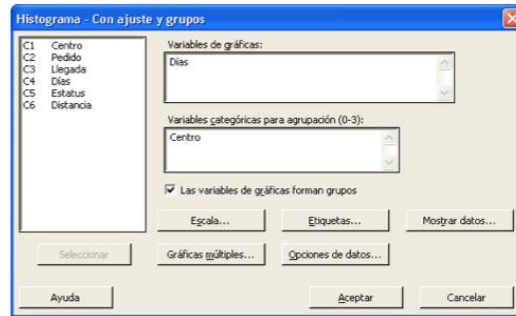 Histograma - Con ajuste y grupos
C1 Centro
C2 Pedido
C3 Llegada
C4 Días
C5 Estatus
C6 Distancia
Variables de gráficas:
Días
Variables categóricas para agrupación (0-3):
Centro
Las variables de gráficas forman grupos
Escala... Etiquetas... Mostrar datos...
Seleccionar Gráficas múltiples... Opciones de datos...
Ayuda Aceptar Cancelar